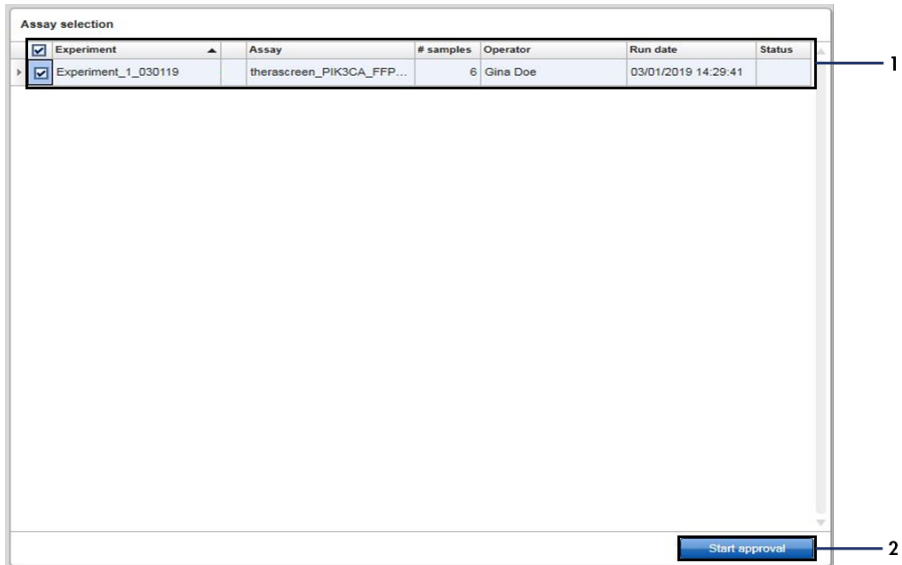 Assay selection
Experiment Assay # samples Operator Run date Status
Experiment_1_030119 therascreen_PIK3CA_FFP... 6 Gina Doe 03/01/2019 14:29:41
1
Start approval
2